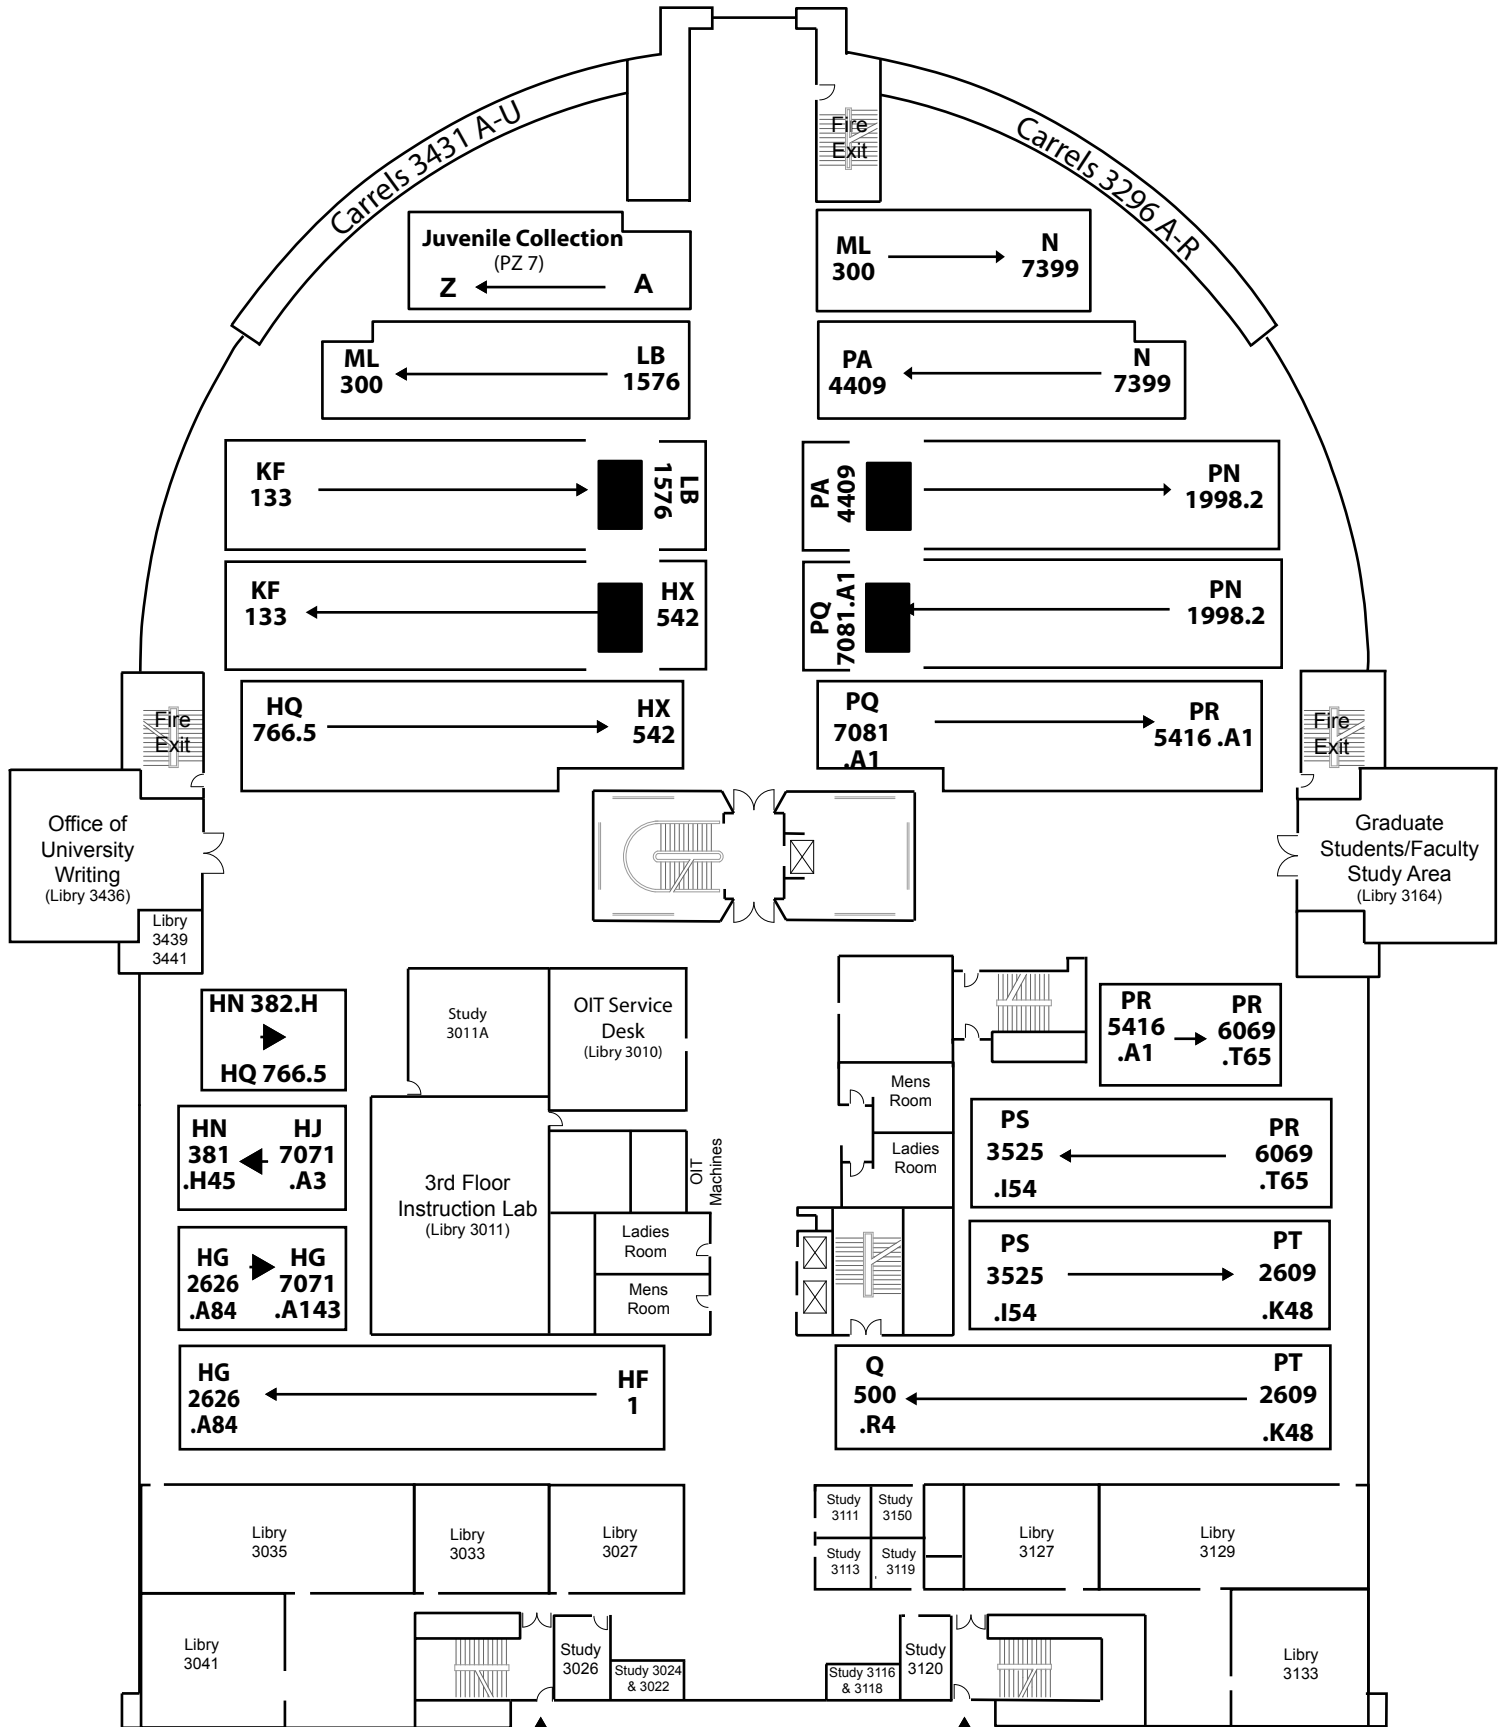 Carrels 3431 A-U
Fire
Exit
Carrels 3296 A-R
Juvenile Collection
(PZ 7)
Z
A
ML
300
N
7399
ML
300
LB
1576
PA
4409
N
7399
KF
133
LB
1576
PA
4409
PN
1998.2
KF
133
HX
542
PQ
7081.A1
PN
1998.2
HQ
766.5
HX
542
PQ
7081
.A1
PR
5416 .A1
Fire
Exit
Fire
Exit
Office of
University
Writing
(Libry 3436)
Libry
3439
3441
Graduate
Students/Faculty
Study Area
(Libry 3164)
HN 382.H
HQ 766.5
Study
3011A
OIT Service
Desk
(Libry 3010)
PR
5416
.A1
PR
6069
.T65
Mens
Room
Ladies
Room
HN
381
.H45
HJ
7071
.A3
3rd Floor
Instruction Lab
(Libry 3011)
OIT
Machines
PS
3525
.I54
PR
6069
.T65
HG
2626
.A84
HG
7071
.A143
Ladies
Room
Mens
Room
PS
3525
.I54
PT
2609
.K48
HG
2626
.A84
HF
1
Q
500
.R4
PT
2609
.K48
Libry
3035
Libry
3033
Libry
3027
Study
3111
Study
3150
Study
3113
Study
3119
Libry
3127
Libry
3129
Libry
3041
Study
3026
Study 3024
& 3022
Study 3116
& 3118
Study
3120
Libry
3133